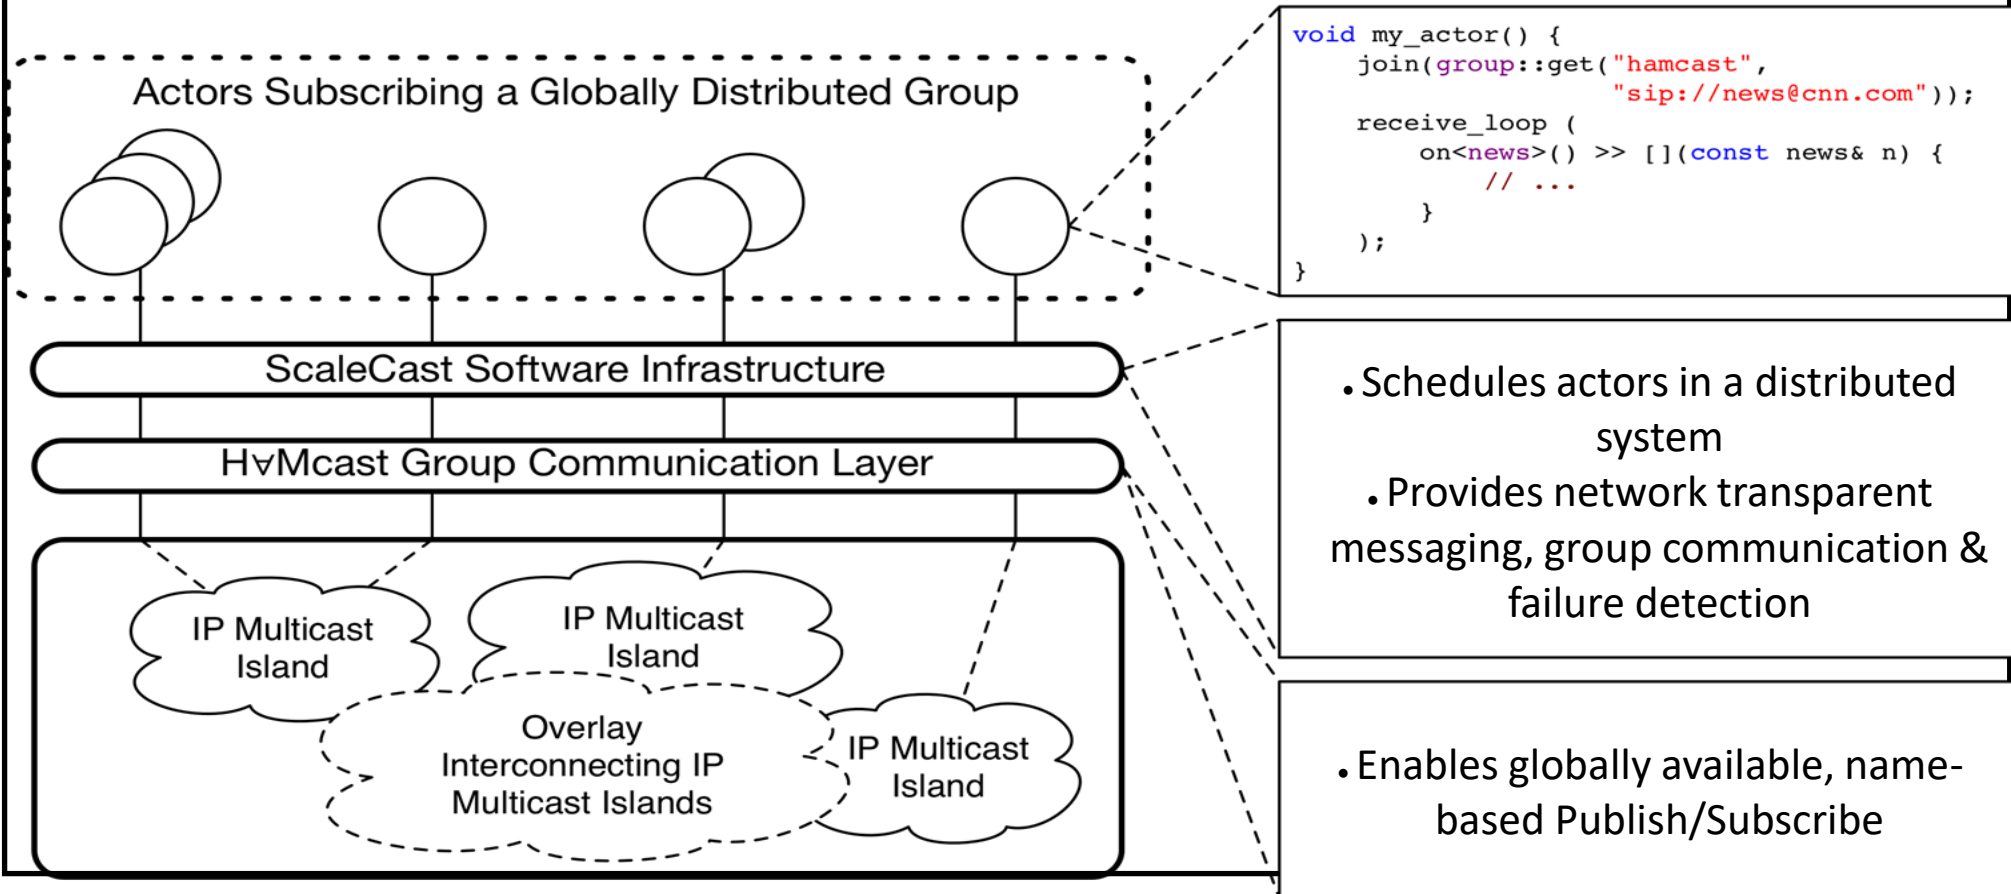 Actors Subscribing a Globally Distributed Group
void my_actor() {
    join(group::get("hamcast",
                    "sip://news@cnn.com"));
    receive_loop (
        on<news>() >> [](const news& n) {
            // ...
        }
    );
}
ScaleCast Software Infrastructure
H∀Mcast Group Communication Layer
• Schedules actors in a distributed
system
• Provides network transparent
messaging, group communication &
failure detection
IP Multicast
Island
IP Multicast
Island
Overlay
Interconnecting IP
Multicast Islands
IP Multicast
Island
• Enables globally available, name-
based Publish/Subscribe